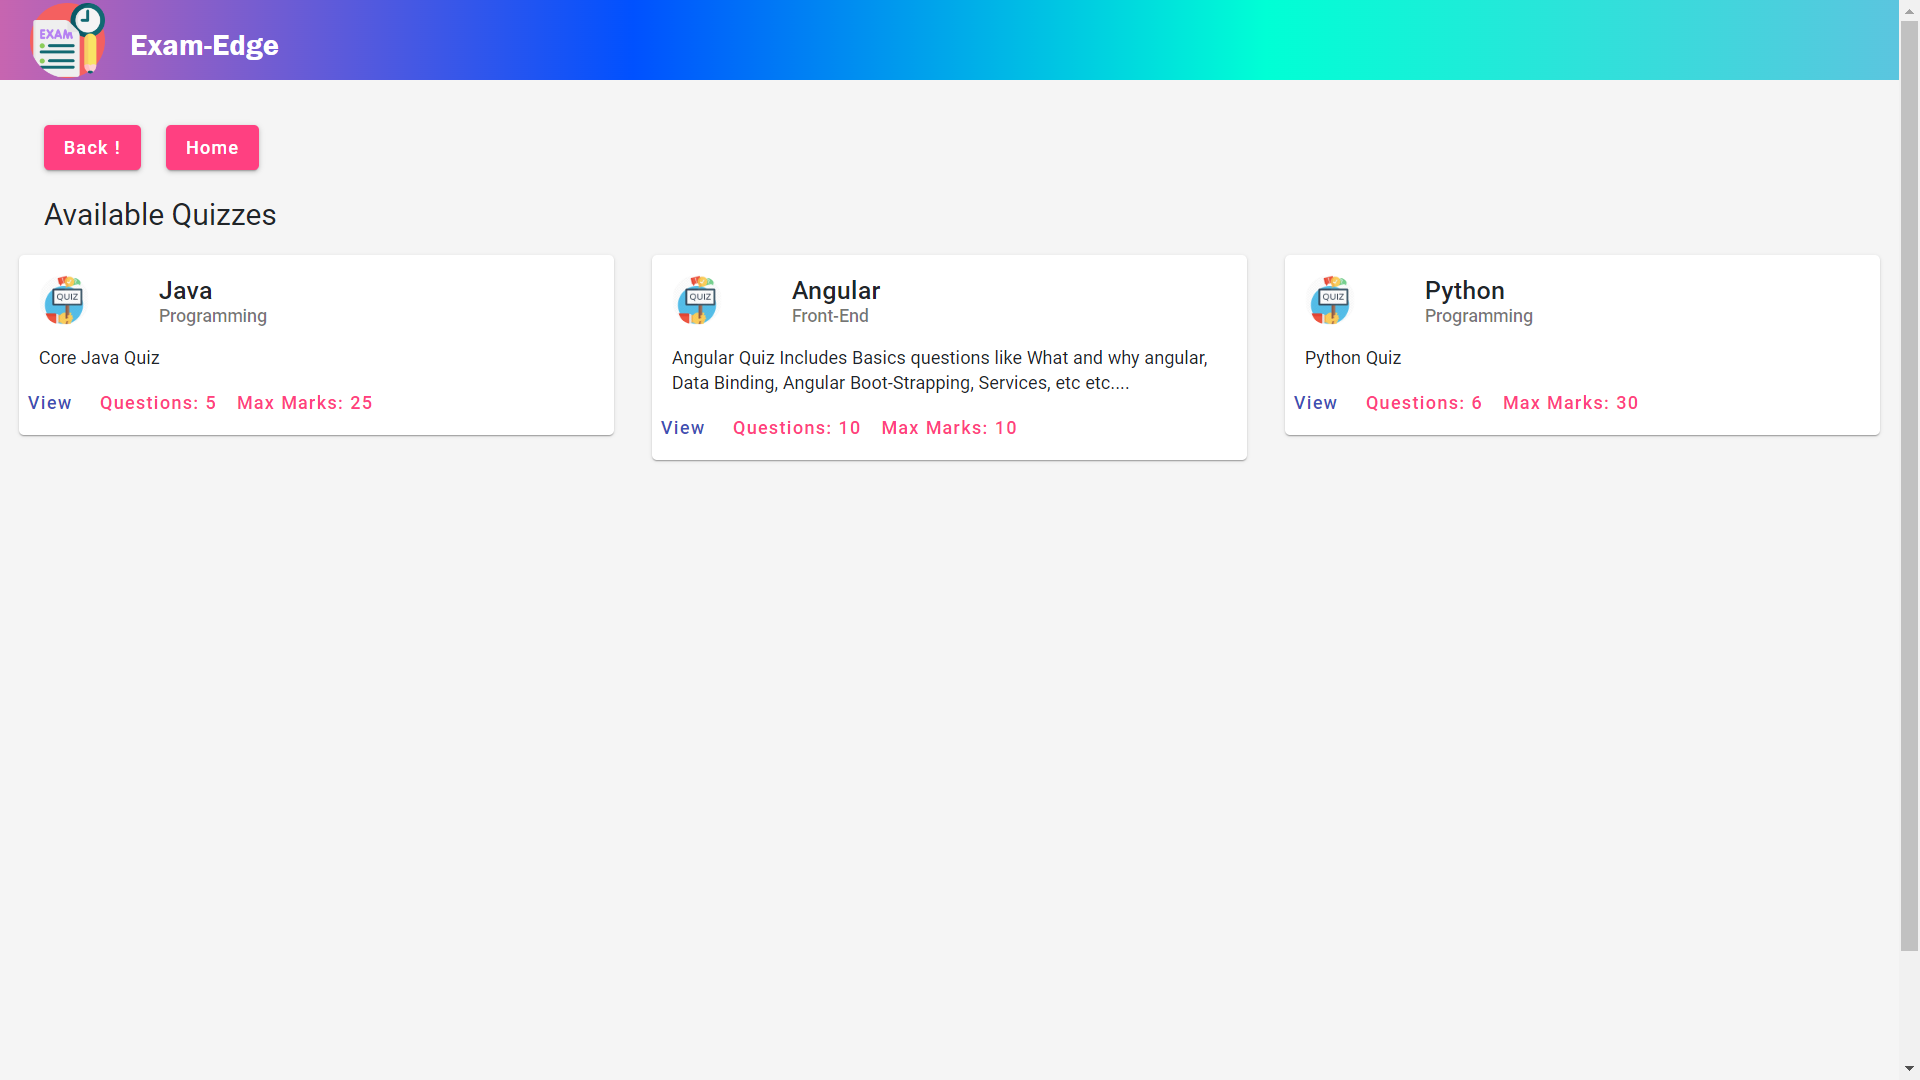 EXAM
Exam-Edge
Back !
Home
Available Quizzes
QUIZ
Java
Programming
Core Java Quiz
View
Questions: 5
Max Marks: 25
QUIZ
Angular
Front-End
Angular Quiz Includes Basics questions like What and why angular,
Data Binding, Angular Boot-Strapping, Services, etc etc....
View
Questions: 10
Max Marks: 10
QUIZ
Python
Programming
Python Quiz
View
Questions: 6
Max Marks: 30